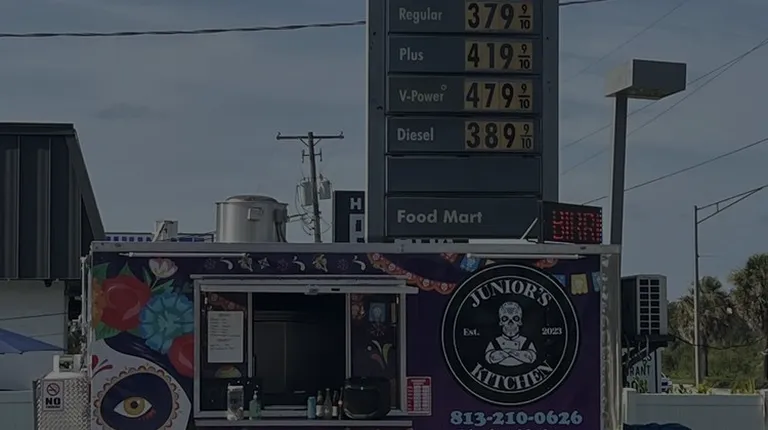 Regular 379 9/10
Plus 419 9/10
V-Power 479 9/10
Diesel 389 9/10
Food Mart
H
JUNIOR'S
Est. 2023
KITCHEN
813-210-0626
NO